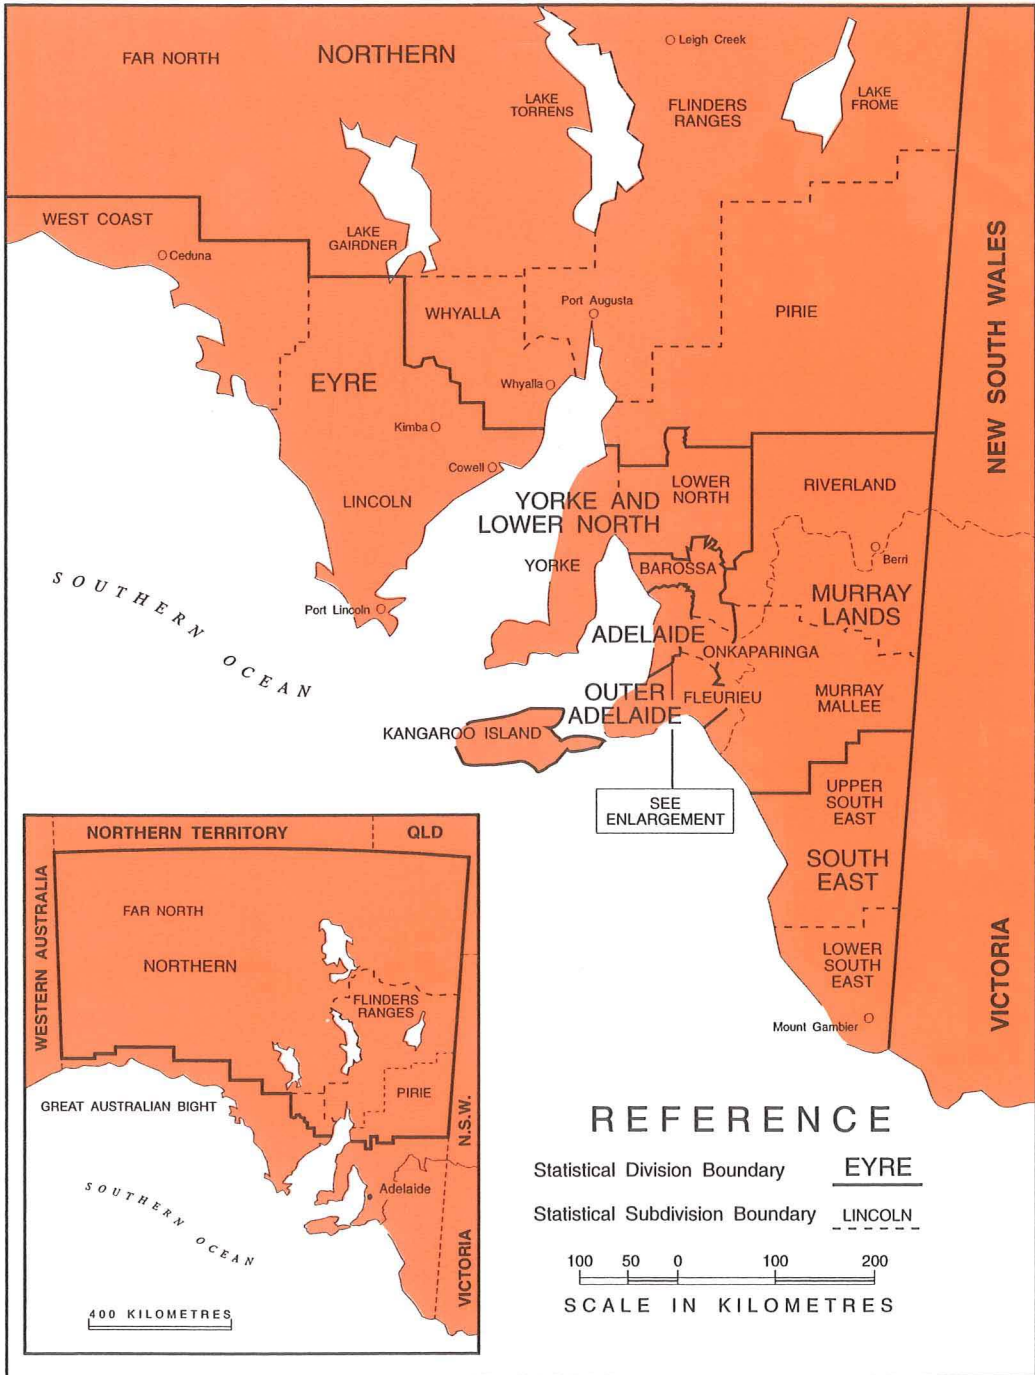 FAR NORTH
NORTHERN
Leigh Creek
LAKE
TORRENS
FLINDERS
RANGES
LAKE
FROME
WEST COAST
Ceduna
LAKE
GAIRDNER
NEW SOUTH WALES
WHYALLA
Port Augusta
PIRIE
EYRE
Whyalla
Kimba
Cowell
LINCOLN
YORKE AND
LOWER NORTH
LOWER
NORTH
RIVERLAND
YORKE
BAROSSA
Berri
SOUTHERN OCEAN
Port Lincoln
MURRAY
LANDS
ADELAIDE
ONKAPARINGA
OUTER
ADELAIDE
FLEURIEU
MURRAY
MALLEE
KANGAROO ISLAND
SEE
ENLARGEMENT
UPPER
SOUTH
EAST
SOUTH
EAST
LOWER
SOUTH
EAST
VICTORIA
Mount Gambier
NORTHERN TERRITORY
QLD
WESTERN AUSTRALIA
FAR NORTH
NORTHERN
FLINDERS
RANGES
PIRIE
GREAT AUSTRALIAN BIGHT
N.S.W.
Adelaide
SOUTHERN OCEAN
VICTORIA
400 KILOMETRES
REFERENCE
Statistical Division Boundary EYRE
Statistical Subdivision Boundary LINCOLN
100 50 0 100 200
SCALE IN KILOMETRES